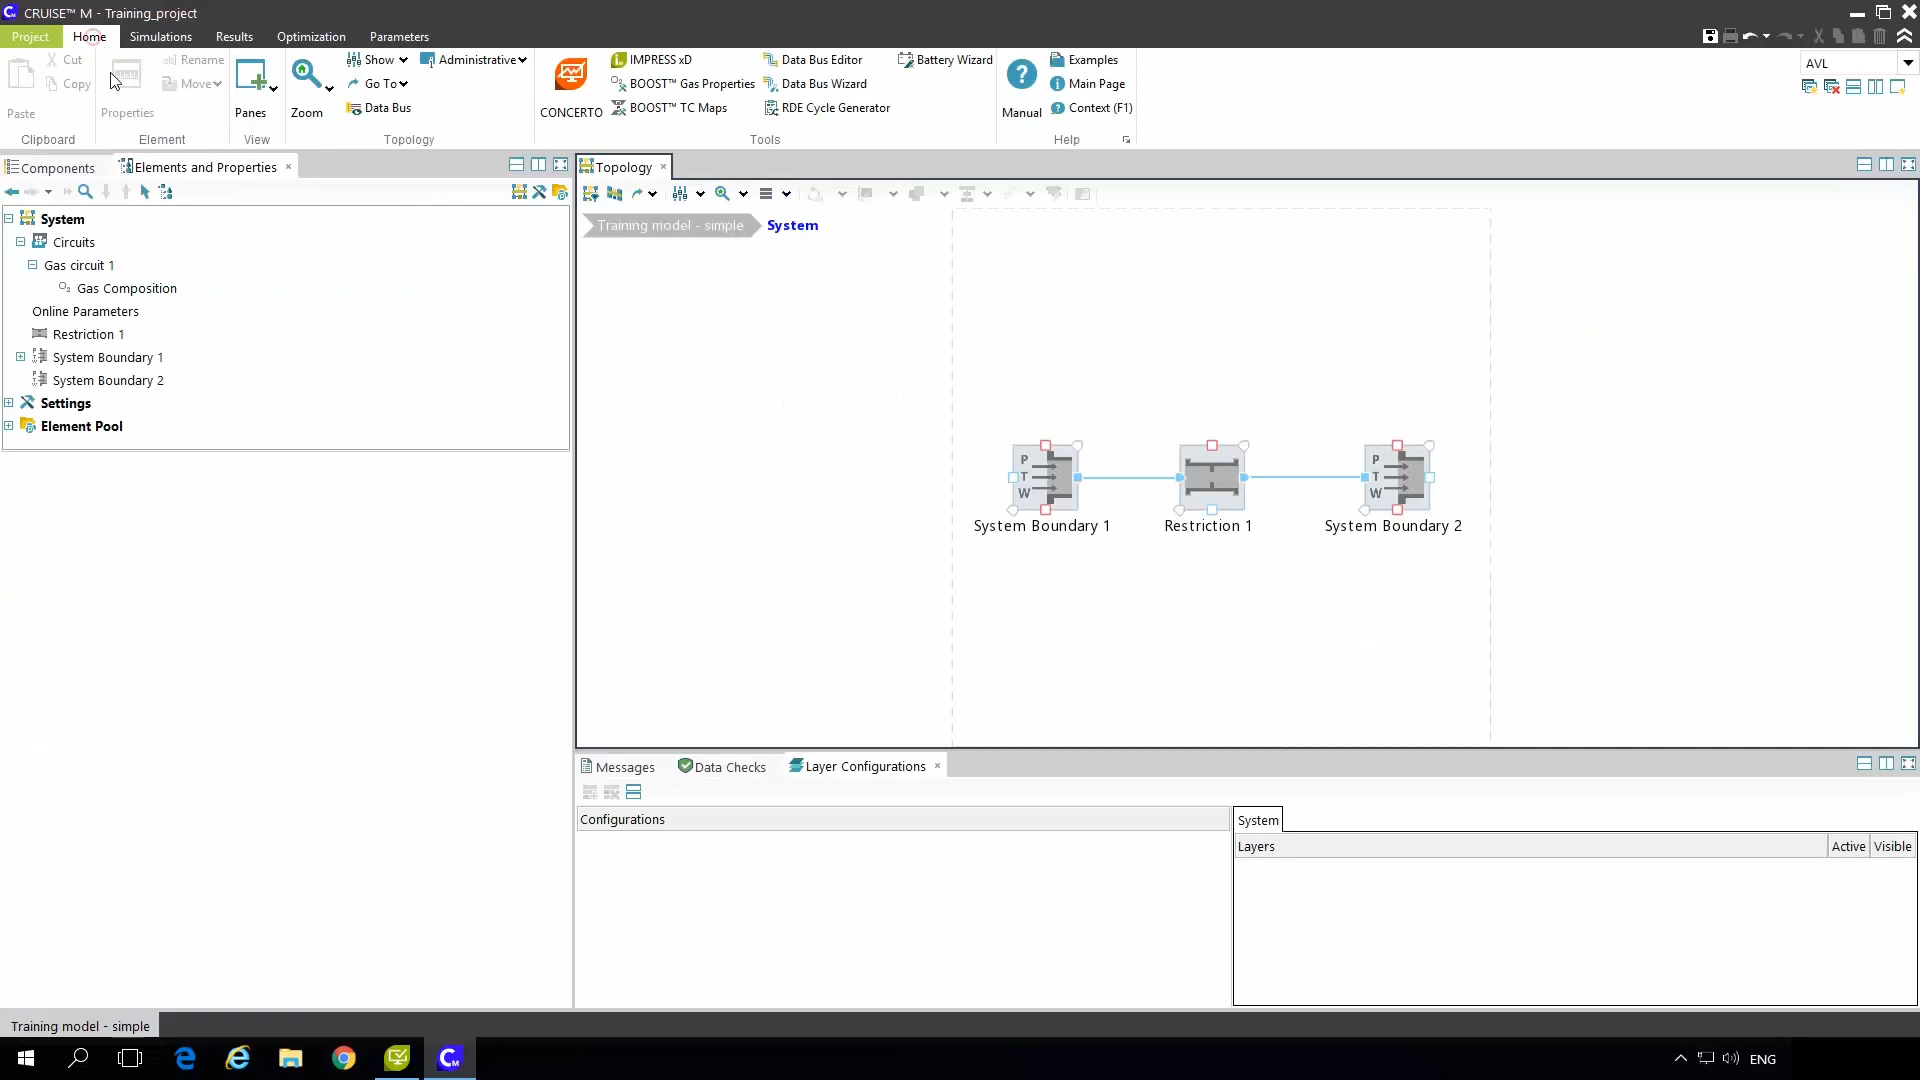 CRUISE™ M - Training_project
Project Home Simulations Results Optimization Parameters
Cut
Copy
Paste
Clipboard
Rename
Move
Properties
Element
Panes
View
Zoom
Show
Go To
Data Bus
Administrative
Topology
CONCERTO
IMPRESS xD
BOOST™ Gas Properties
BOOST™ TC Maps
Data Bus Editor
Data Bus Wizard
RDE Cycle Generator
Battery Wizard
Tools
Manual
Examples
Main Page
Context (F1)
Help
AVL
Components Elements and Properties
System
Circuits
Gas circuit 1
O₂ Gas Composition
Online Parameters
Restriction 1
System Boundary 1
System Boundary 2
Settings
Element Pool
Topology
Training model - simple System
P
T
W
System Boundary 1
Restriction 1
P
T
W
System Boundary 2
Messages Data Checks Layer Configurations
Configurations
System
Layers Active Visible
Training model - simple
ENG